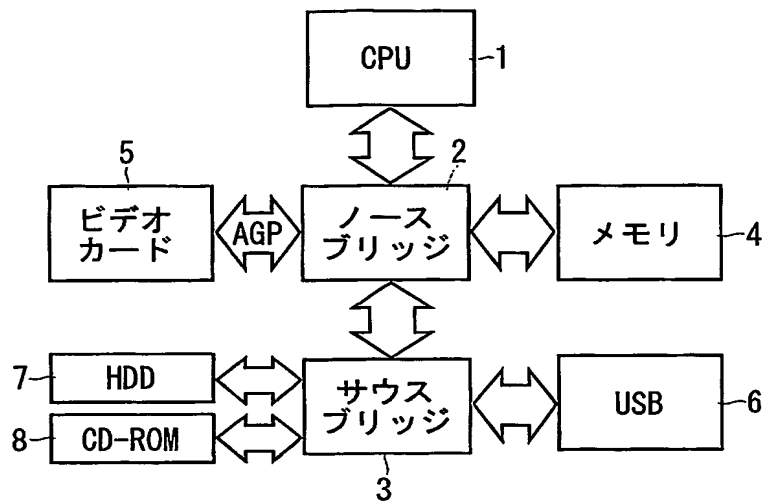 CPU
1
5
2
ビデオ
カード
AGP
ノース
ブリッジ
メモリ
4
7
HDD
8
CD-ROM
サウス
ブリッジ
USB
6
3